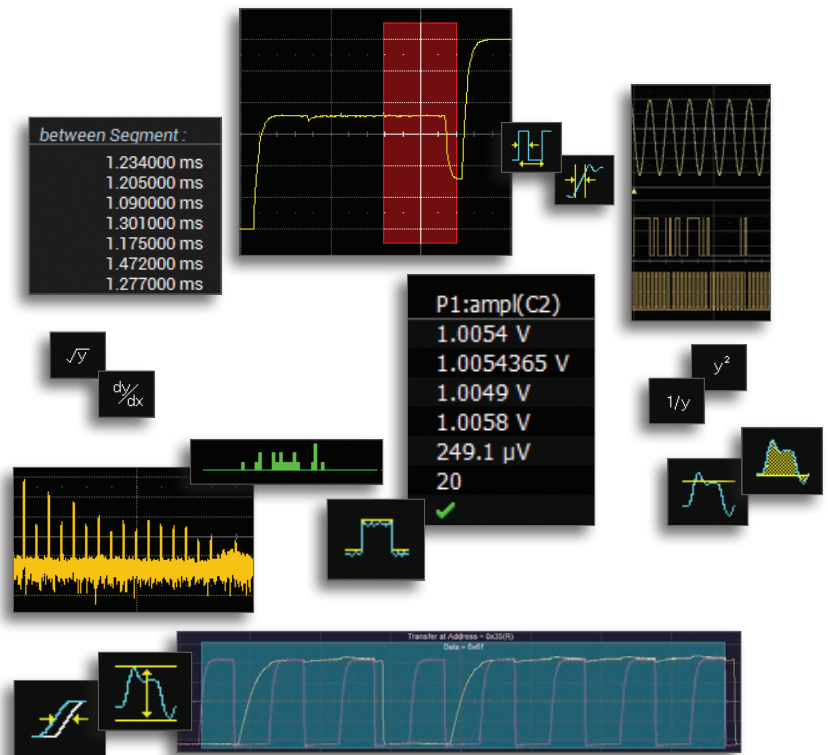 between Segment :
1.234000 ms
1.205000 ms
1.090000 ms
1.301000 ms
1.175000 ms
1.472000 ms
1.277000 ms
P1:ampl(C2)
1.0054 V
1.0054365 V
1.0049 V
1.0058 V
249.1 µV
20
√y
dy/dx
y²
1/y
Transfer at Address = 0x35(R)
Data = 0x6f